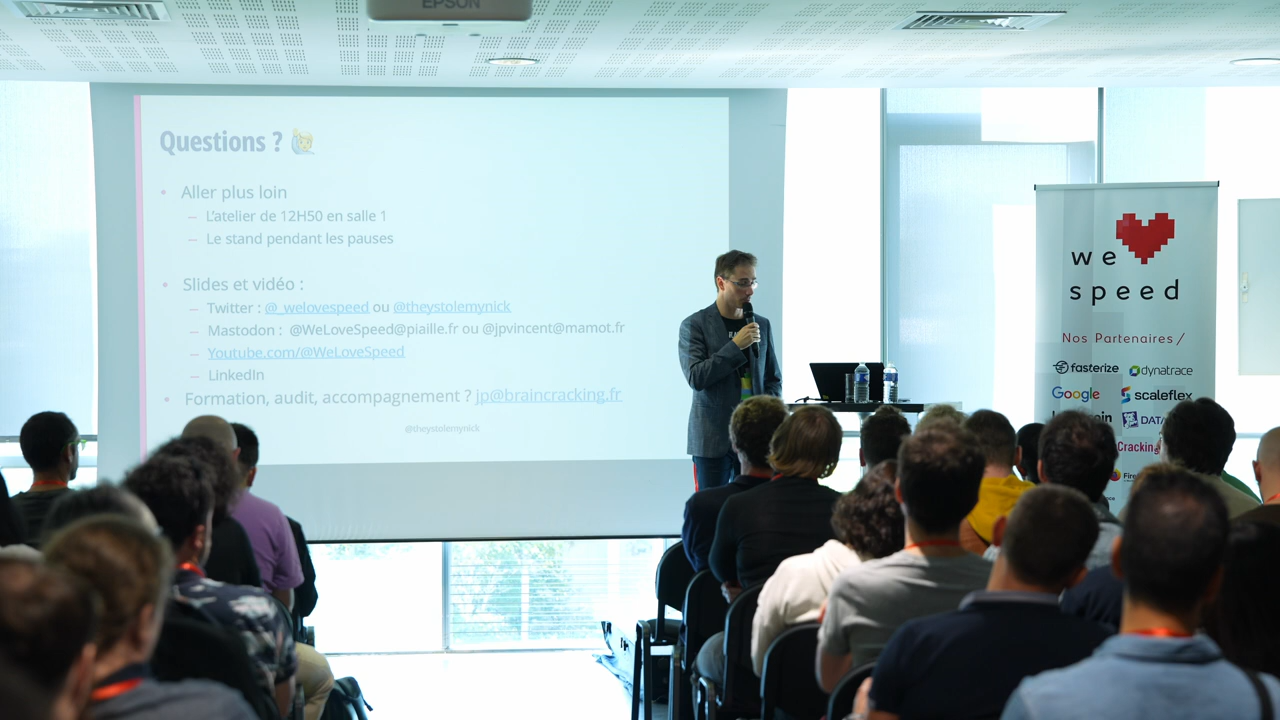 EPSON
Questions ?
Aller plus loin
L'atelier de 12H50 en salle 1
Le stand pendant les pauses
Slides et vidéo :
Twitter : @_welovespeed ou @theystolemynick
Mastodon : @WeLoveSpeed@piaille.fr ou @jpvincent@mamot.fr
Youtube.com/@WeLoveSpeed
LinkedIn
Formation, audit, accompagnement ? jp@braincracking.fr
@theystolemynick
we
speed
Nos Partenaires /
fasterize dynatrace
Google scaleflex
DATA